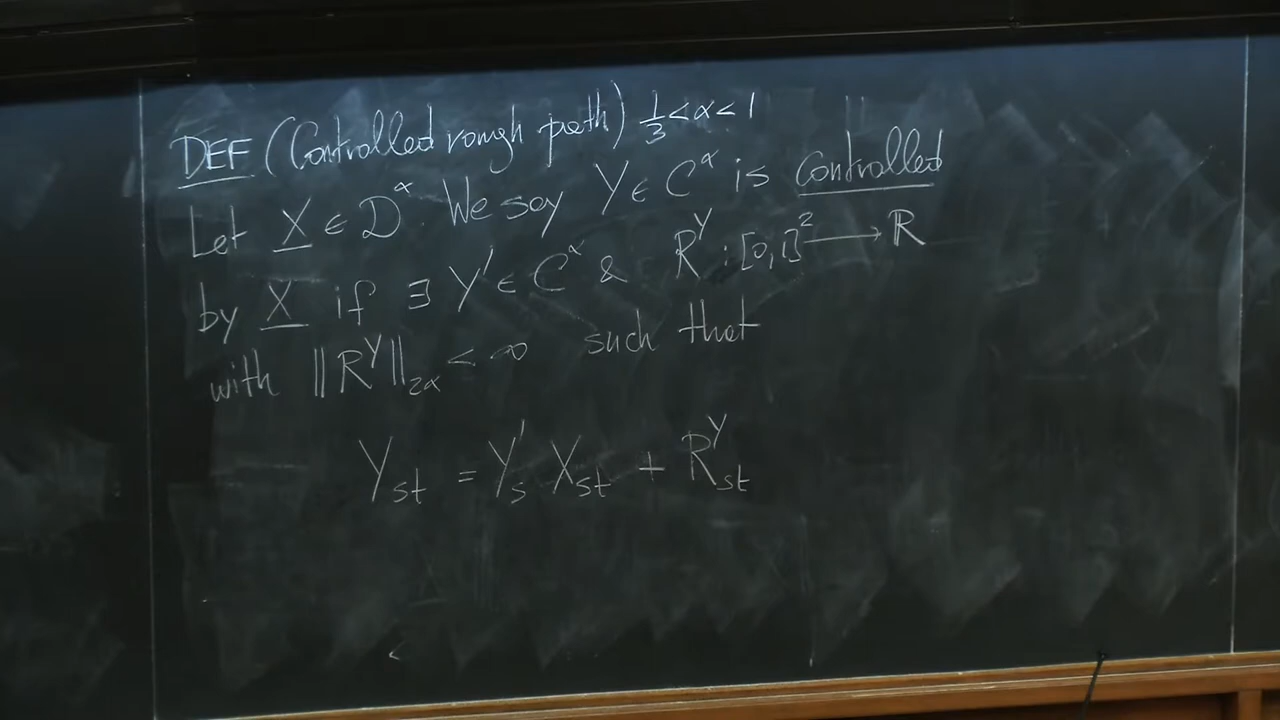 DEF (Controlled rough path) 1/3 < α < 1
Let X ∈ D^α. We say Y ∈ C^α is controlled
by X if ∃ Y' ∈ C^α & R^Y : [0,1]² ⟶ ℝ
with ||R^Y||_{2α} < ∞ such that
Y_{st} = Y'_s X_{st} + R^Y_{st}